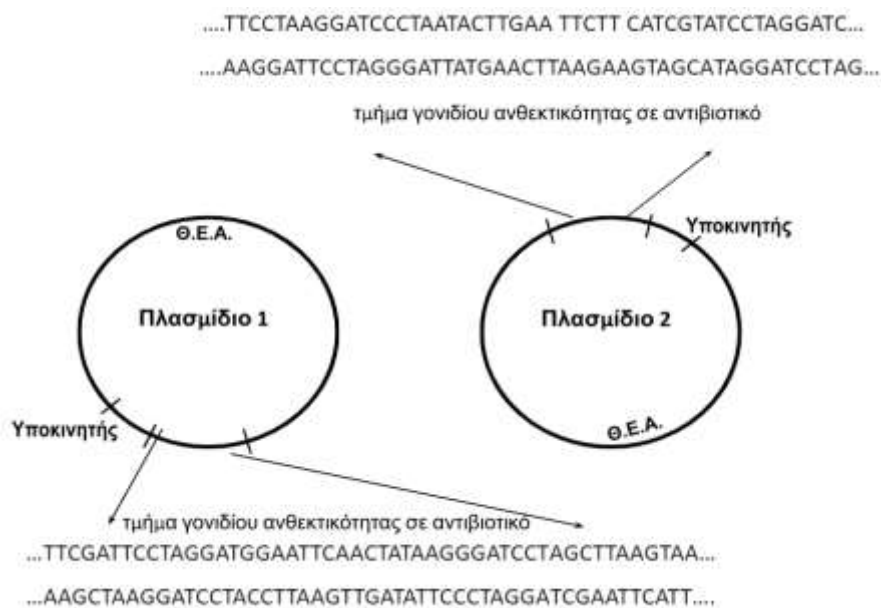 ....TTCCTAAGGATCCCTAATACTTGAA TTCTT CATCGTATCCTAGGATC...
....AAGGATTCCTAGGGATTATGAACTTAAGAAGTAGCATAGGATCCTAG...
τμήμα γονιδίου ανθεκτικότητας σε αντιβιοτικό
Θ.Ε.Α.
Υποκινητής
Πλασμίδιο 1
Πλασμίδιο 2
Υποκινητής
Θ.Ε.Α.
τμήμα γονιδίου ανθεκτικότητας σε αντιβιοτικό
...TTCGATTCCTAGGATGGAATTCAACTATAAGGGATCCTAGCTTAAGTAA...
...AAGCTAAGGATCCTACCTTAAGTTGATATTCCCTAGGATCGAATTCATT....